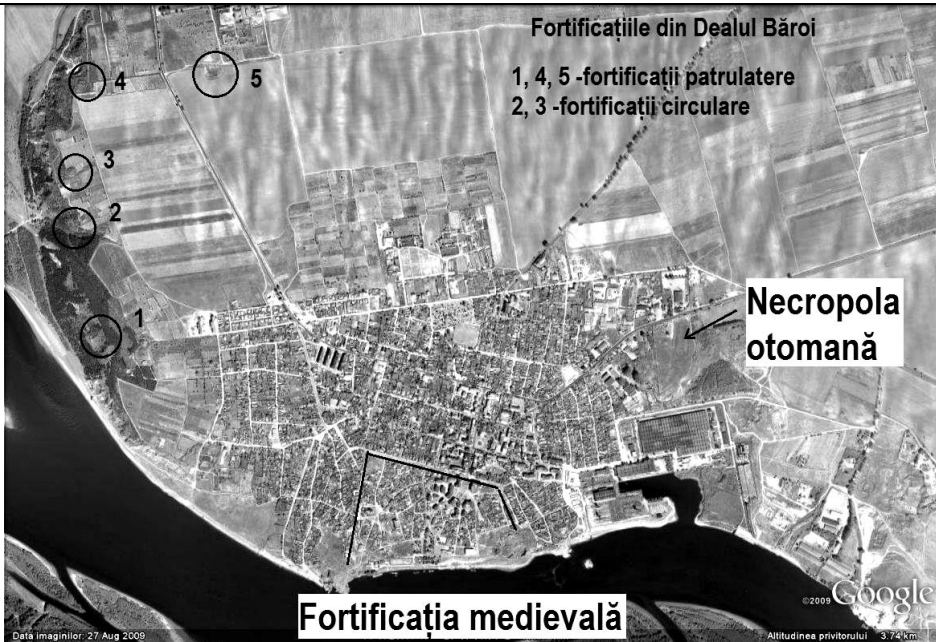 Fortificațiile din Dealul Băroi
1, 4, 5 -fortificații patrulatere
2, 3 -fortificații circulare
4
5
3
2
1
Necropola
otomană
Fortificația medievală
©2009 Google
Data imaginilor: 27 Aug 2009
Altitudinea privitorului 3.74 km